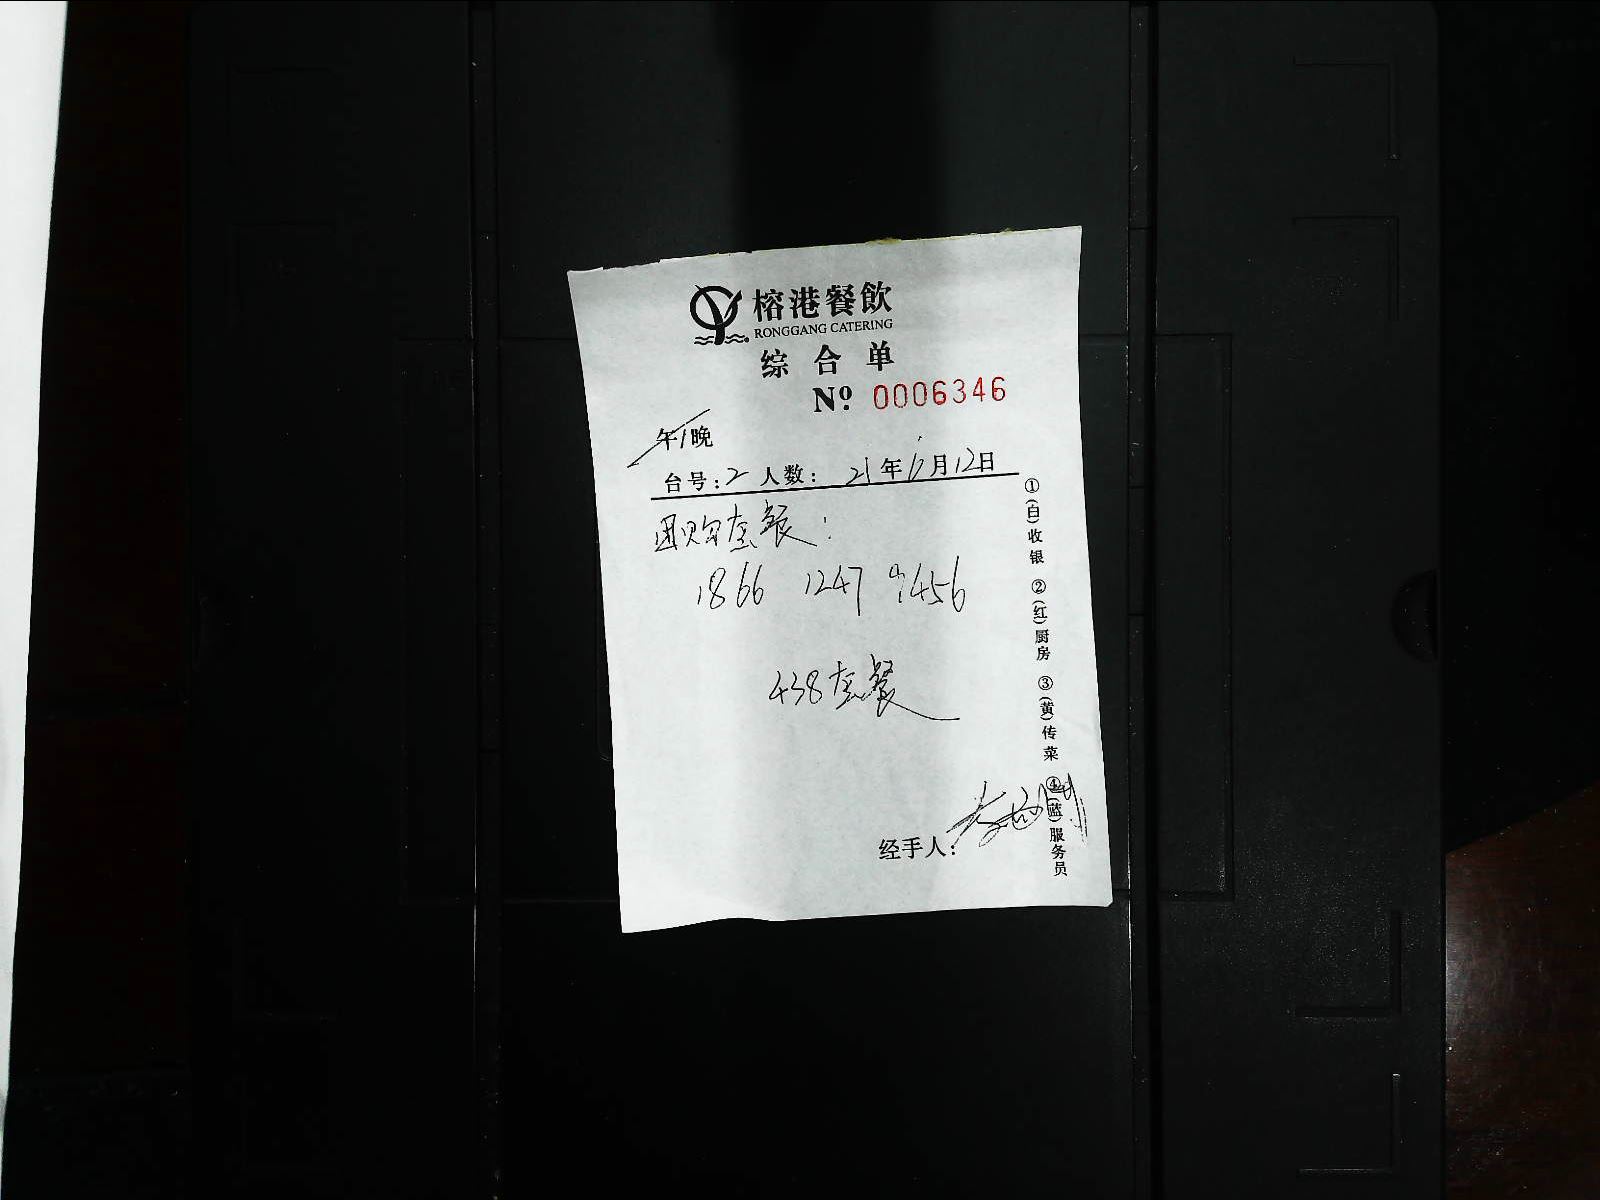 榕港餐飲
RONGGANG CATERING
综合单
Nº. 0006346
午/晚
台号:2 人数: 21年6月12日
团购套餐:
1866 1247 9456
438套餐
经手人:
①(白)收银 ②(红)厨房 ③(黄)传菜 ④(蓝)服务员